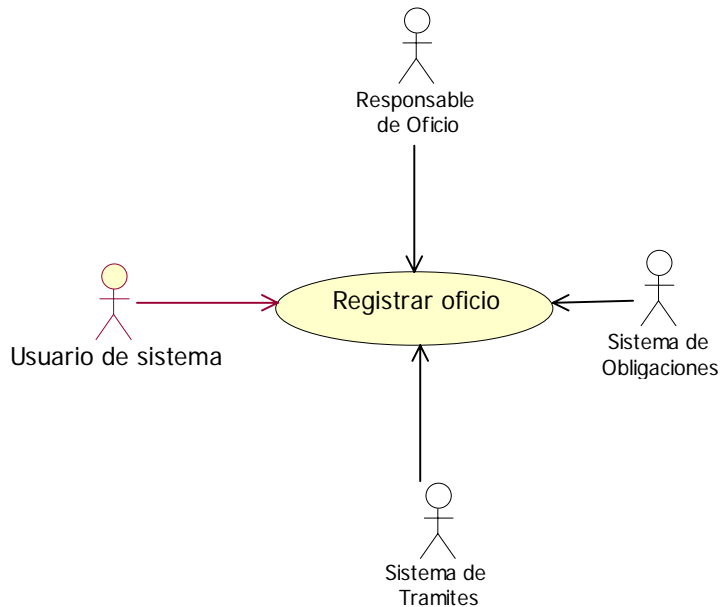 Responsable
de Oficio
Registrar oficio
Usuario de sistema
Sistema de
Obligaciones
Sistema de
Tramites